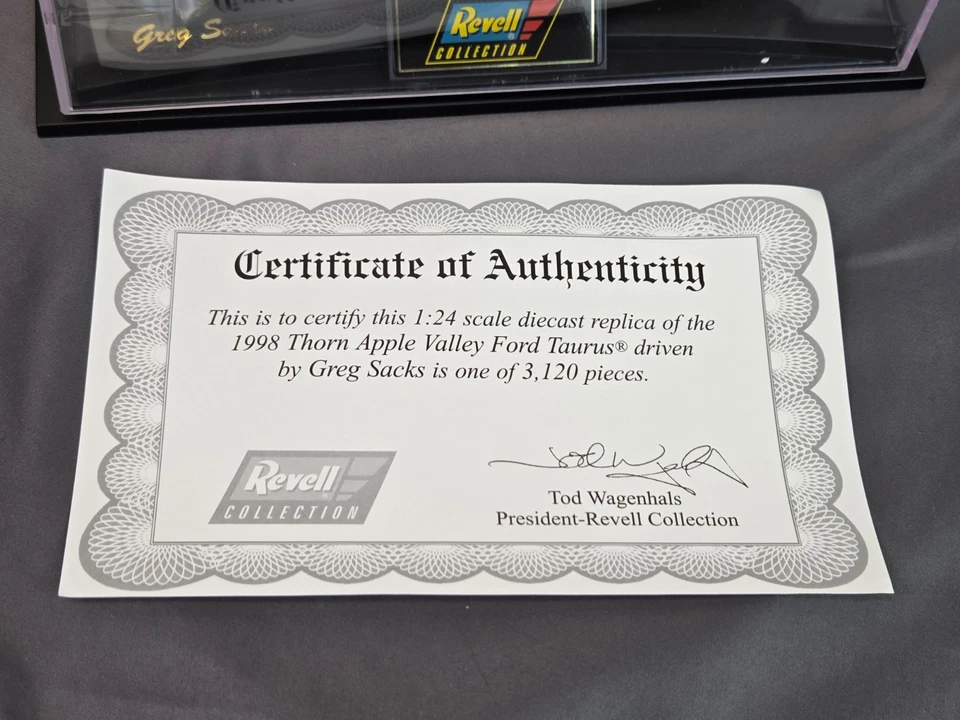 Greg
Revell
COLLECTION
Certificate of Authenticity
This is to certify this 1:24 scale diecast replica of the
1998 Thorn Apple Valley Ford Taurus® driven
by Greg Sacks is one of 3,120 pieces.
Revell
COLLECTION
Tod Wagenhals
President-Revell Collection